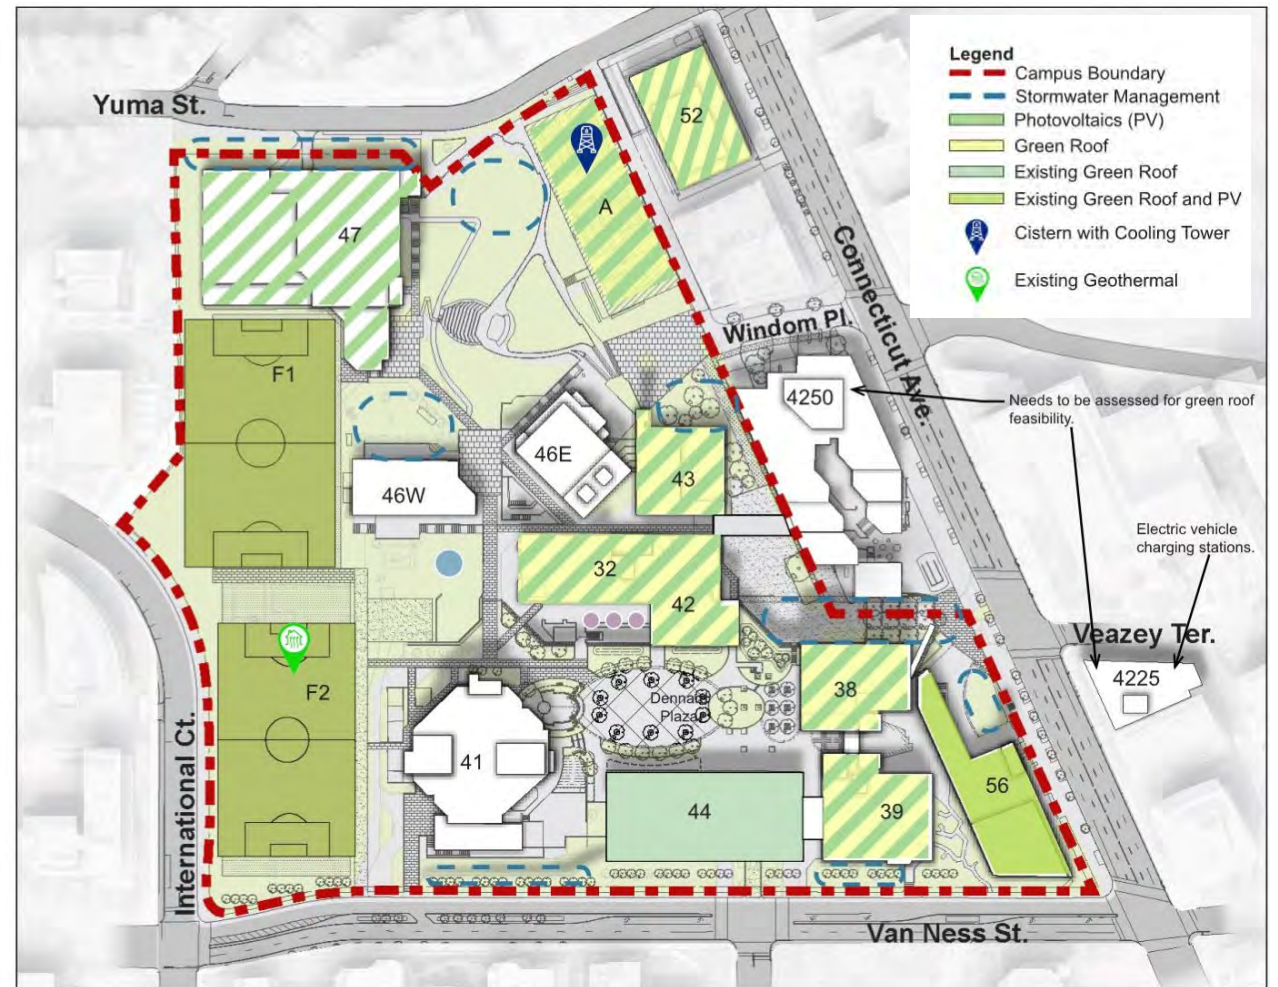 Legend
Campus Boundary
Stormwater Management
Photovoltaics (PV)
Green Roof
Existing Green Roof
Existing Green Roof and PV
Cistern with Cooling Tower
Existing Geothermal
Yuma St.
52
A
47
Connecticut Ave.
Windom Pl.
F1
4250
Needs to be assessed for green roof
feasibility.
46E
43
46W
Electric vehicle
charging stations.
32
42
Veazey Ter.
4225
F2
38
Dennard
Plaza
41
56
44
39
International Ct.
Van Ness St.